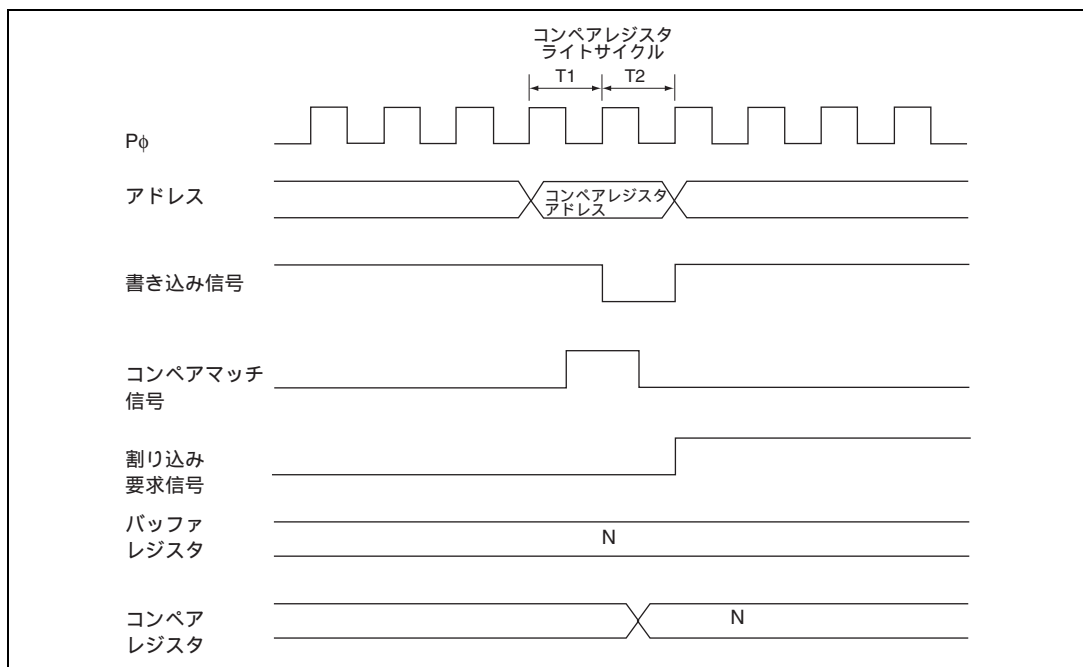 コンペアレジスタ
ライトサイクル
T1 T2
Pφ
アドレス
コンペアレジスタ
アドレス
書き込み信号
コンペアマッチ
信号
割り込み
要求信号
バッファ
レジスタ
N
コンペア
レジスタ
N